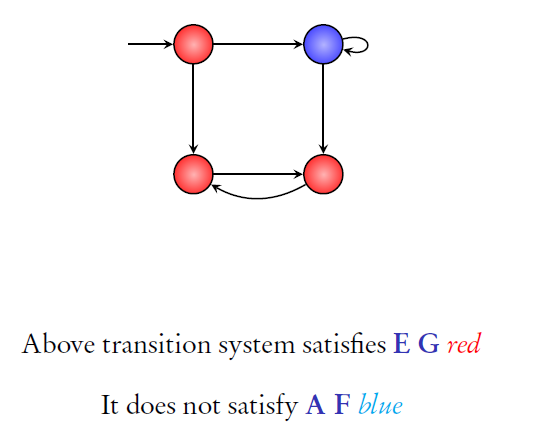 Above transition system satisfies E G red
It does not satisfy A F blue